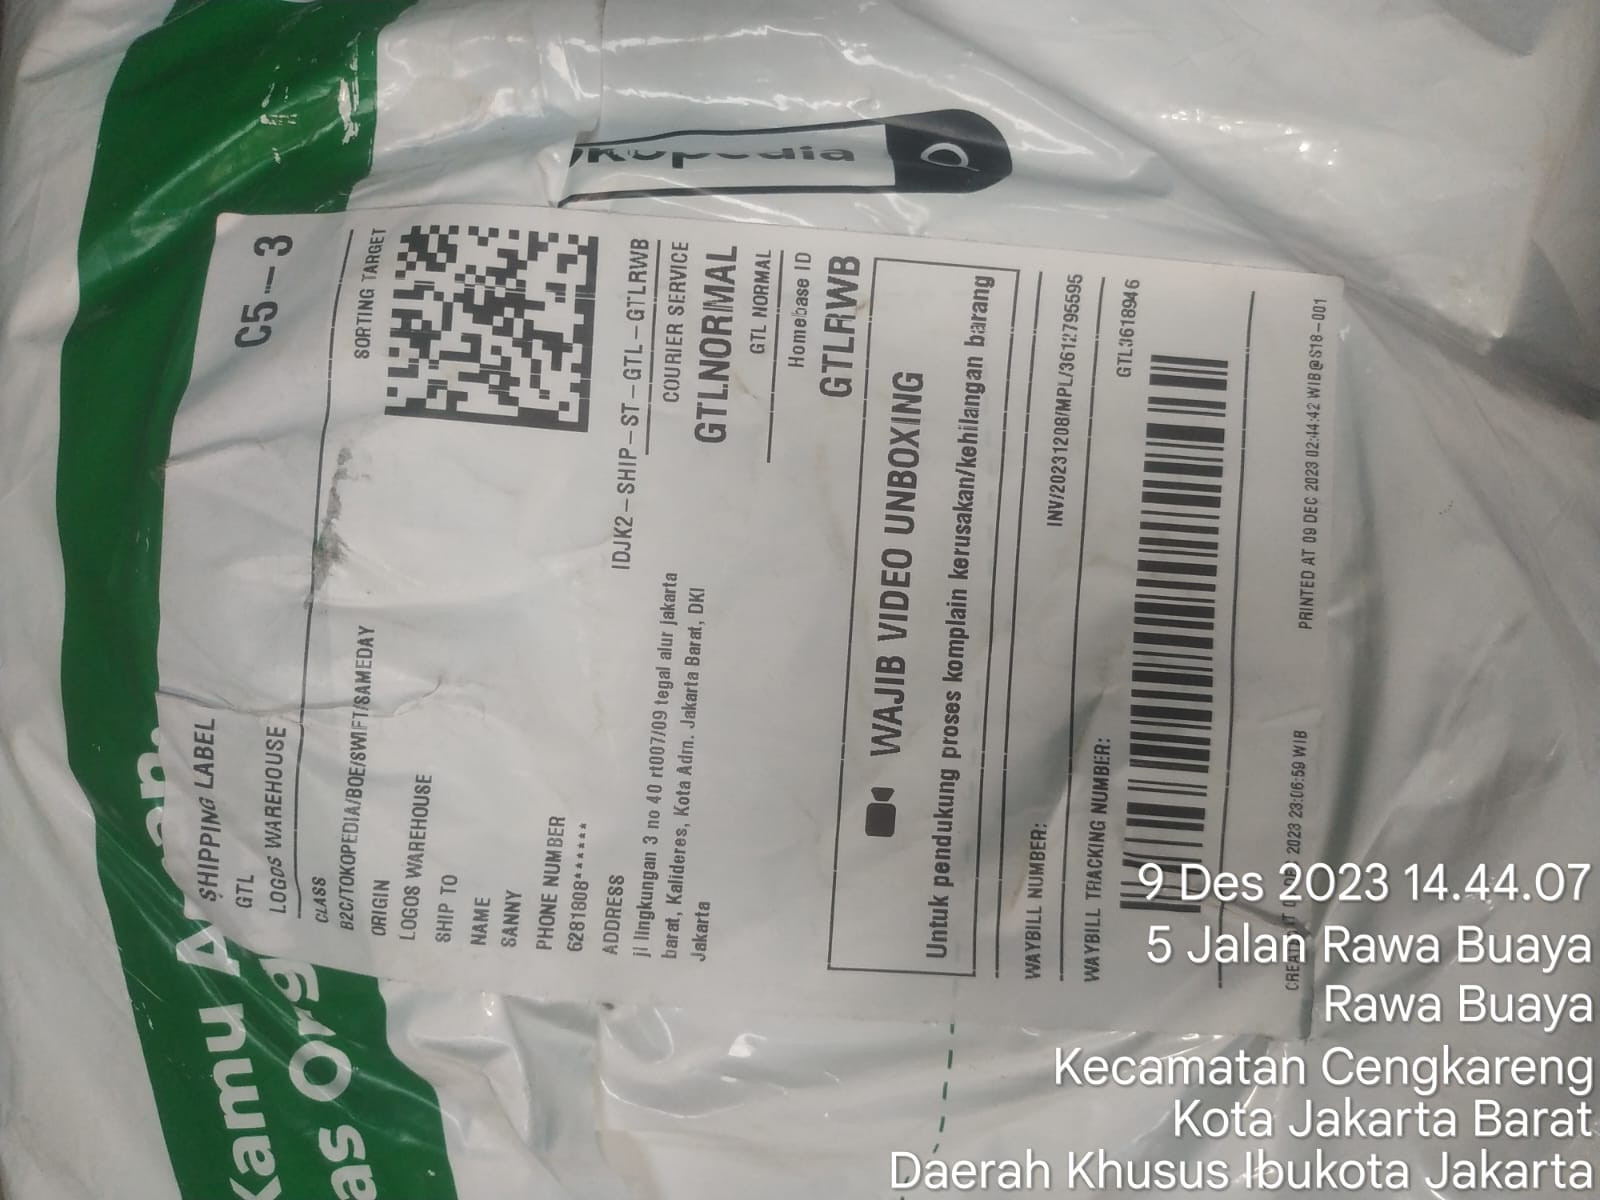 SHIPPING LABEL
GTL
LOGOS WAREHOUSE
C5-3
CLASS
B2C/TOKOPEDIA/BOE/SWIFT/SAMEDAY
ORIGIN
LOGOS WAREHOUSE
SHIP TO
NAME
SANNY
PHONE NUMBER
6281808******
ADDRESS
jl lingkungan 3 no 40 rt007/09 tegal alur jakarta
barat, Kalideres, Kota Adm. Jakarta Barat, DKI
Jakarta
SORTING TARGET
IDJK2-SHIP-ST-GTL-GTLRWB
COURIER SERVICE
GTLNORMAL
GTL NORMAL
Homebase ID
GTLRWB
WAJIB VIDEO UNBOXING
Untuk pendukung proses komplain kerusakan/kehilangan barang
WAYBILL NUMBER:
INV/20231208/MPL/3612795595
WAYBILL TRACKING NUMBER:
GTL3618946
2023 23:06:59 WIB
PRINTED AT 09 DEC 2023 02:44:42 WIB@S18-001
Kamu
9 Des 2023 14.44.07
5 Jalan Rawa Buaya
Rawa Buaya
Kecamatan Cengkareng
Kota Jakarta Barat
Daerah Khusus Ibukota Jakarta